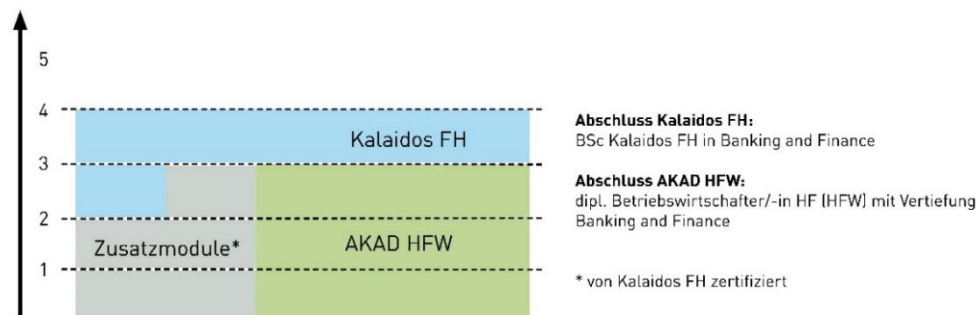 5
4
Kalaidos FH
3
2
Zusatzmodule*
AKAD HFW
1
Abschluss Kalaidos FH:
BSc Kalaidos FH in Banking and Finance
Abschluss AKAD HFW:
dipl. Betriebswirtschafter/-in HF (HFW) mit Vertiefung
Banking and Finance
* von Kalaidos FH zertifiziert